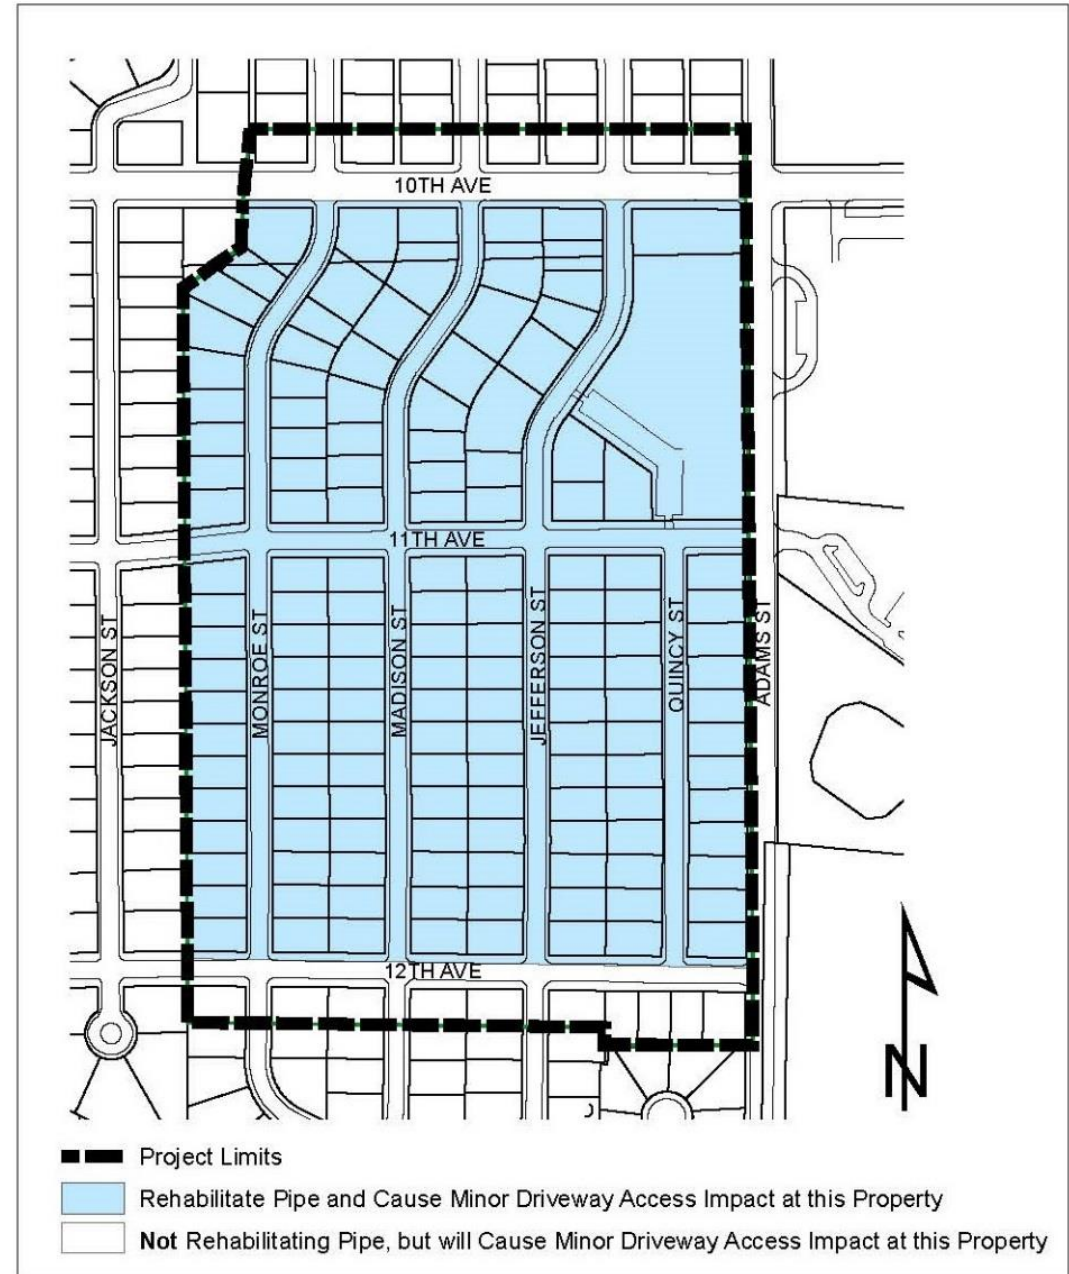 10TH AVE
11TH AVE
JACKSON ST
MONROE ST
MADISON ST
JEFFERSON ST
QUINCY ST
ADAMS ST
12TH AVE
N
Project Limits
Rehabilitate Pipe and Cause Minor Driveway Access Impact at this Property
Not Rehabilitating Pipe, but will Cause Minor Driveway Access Impact at this Property